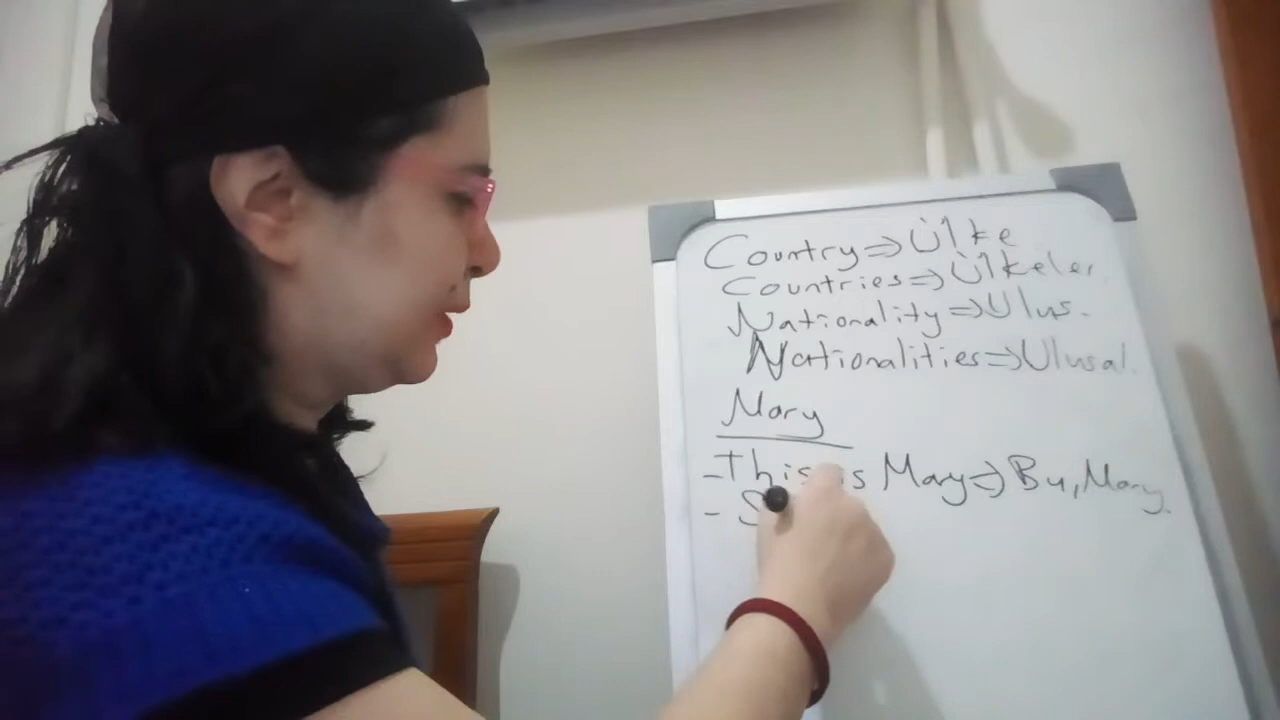 Country => Ülke
Countries => Ülkeler
Nationality => Ulus.
Nationalities => Ulusal.
Mary
- This is Mary => Bu, Mary.
- S